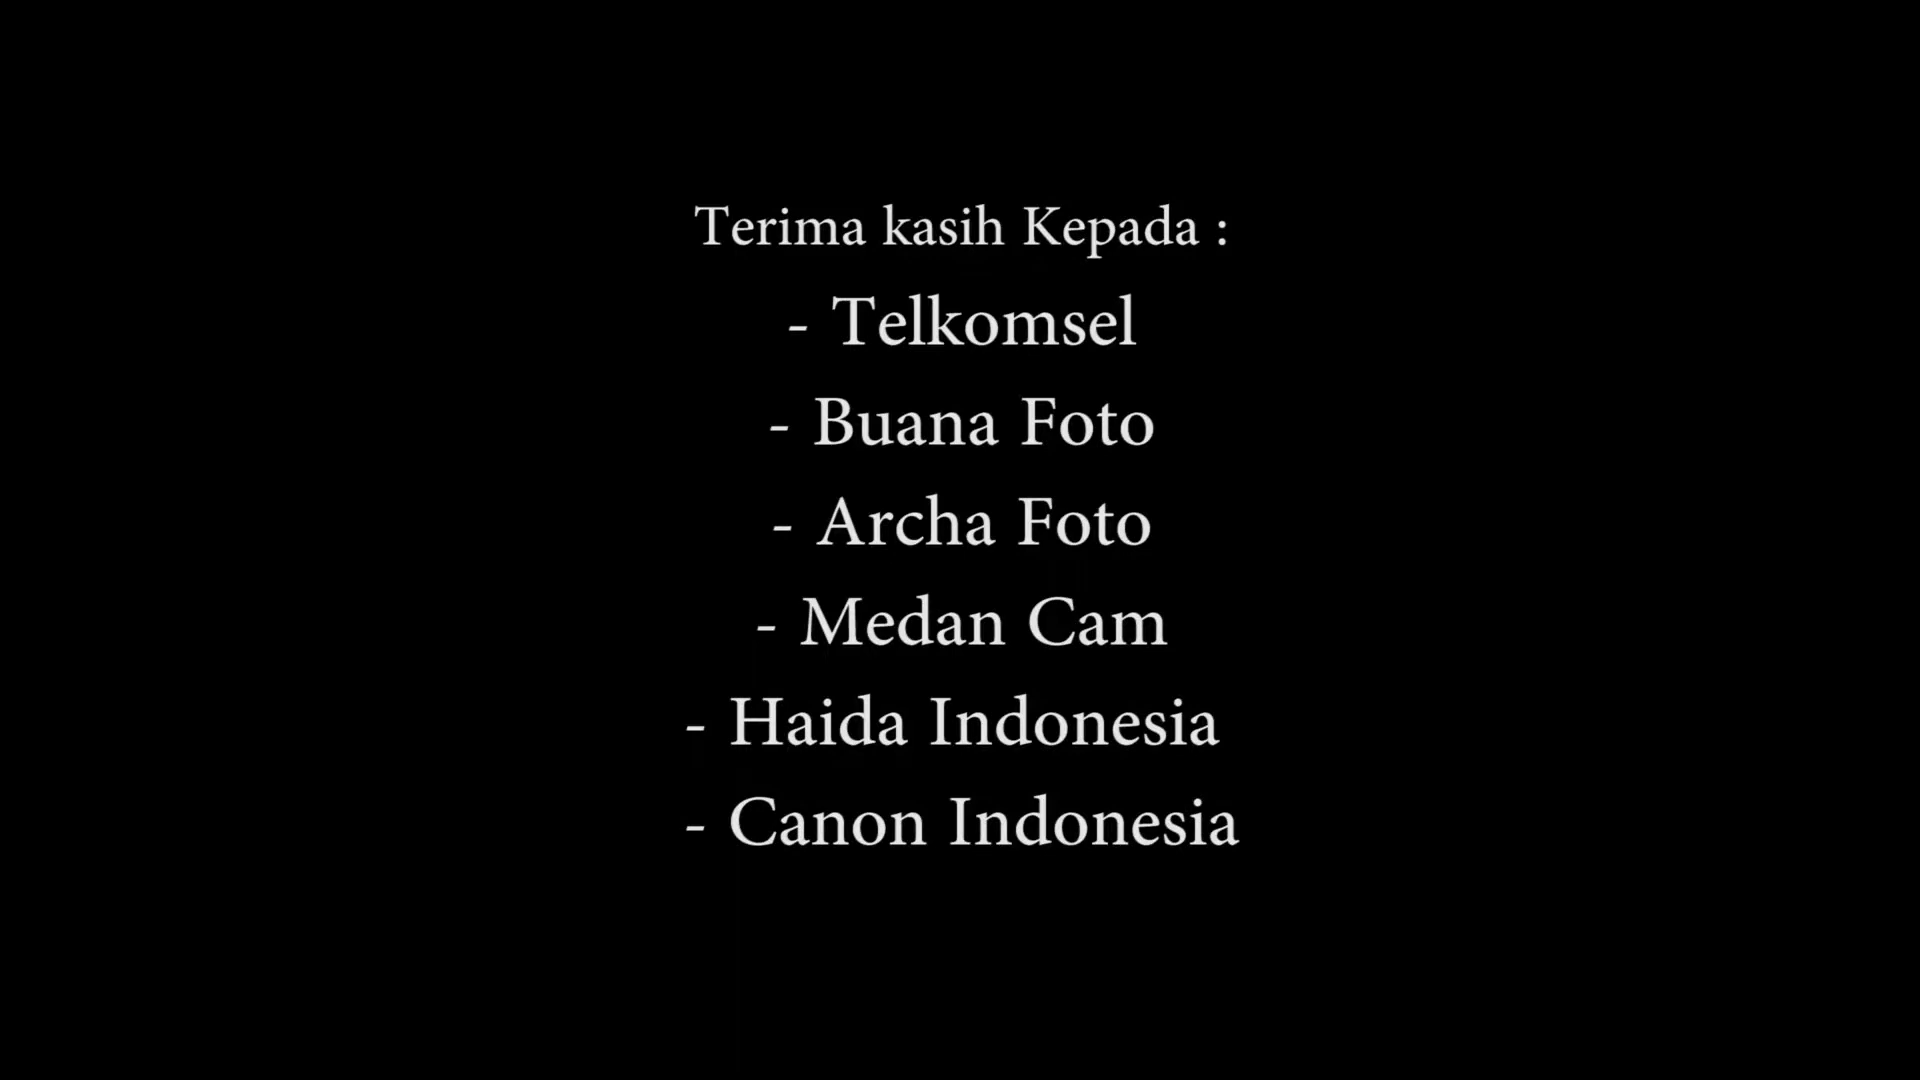 Terima kasih Kepada :
- Telkomsel
- Buana Foto
- Archa Foto
- Medan Cam
- Haida Indonesia
- Canon Indonesia